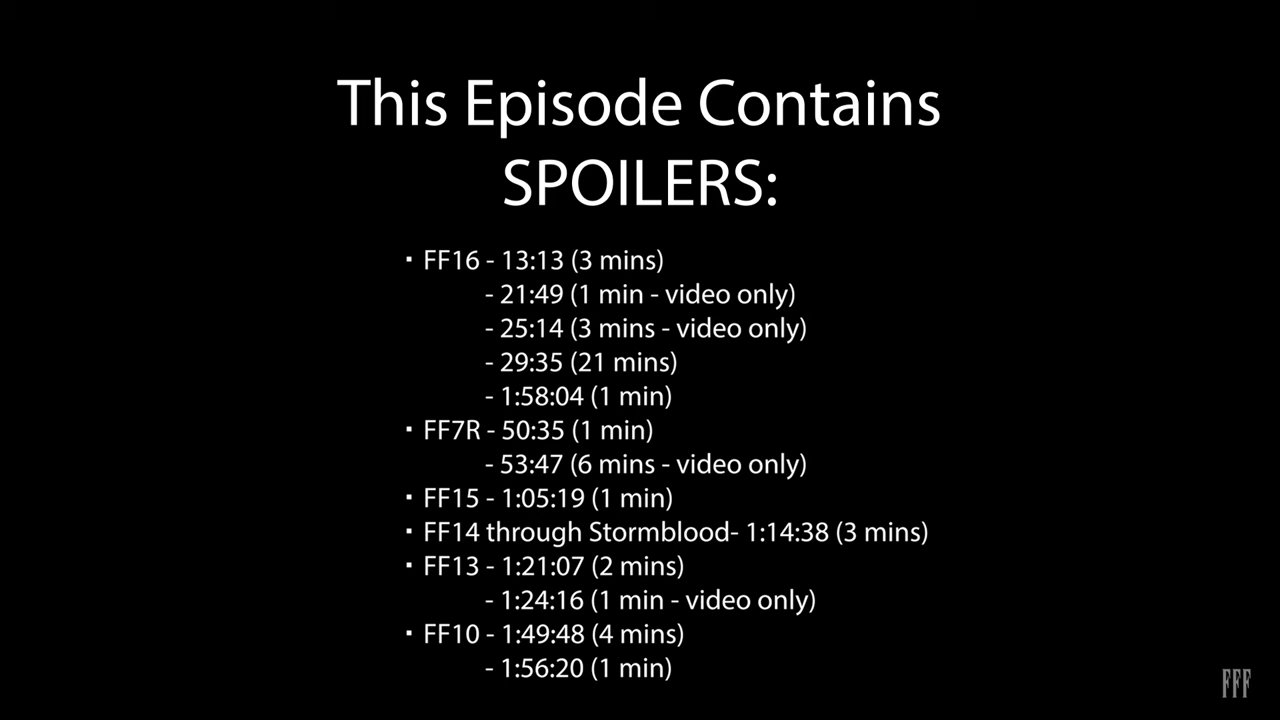 This Episode Contains
SPOILERS:
▪ FF16 - 13:13 (3 mins)
- 21:49 (1 min - video only)
- 25:14 (3 mins - video only)
- 29:35 (21 mins)
- 1:58:04 (1 min)
▪ FF7R - 50:35 (1 min)
- 53:47 (6 mins - video only)
▪ FF15 - 1:05:19 (1 min)
▪ FF14 through Stormblood- 1:14:38 (3 mins)
▪ FF13 - 1:21:07 (2 mins)
- 1:24:16 (1 min - video only)
▪ FF10 - 1:49:48 (4 mins)
- 1:56:20 (1 min)
FFF